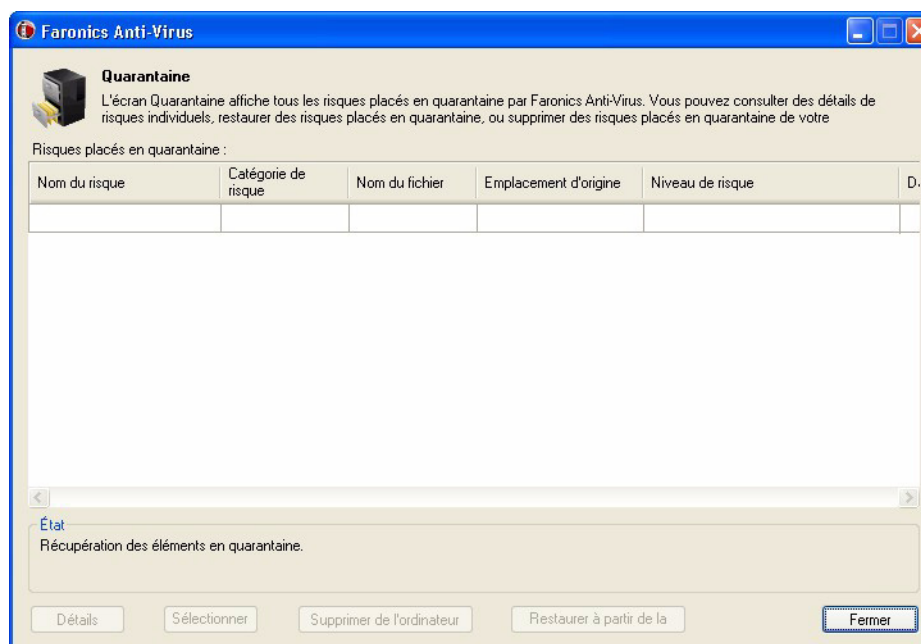 Faronics Anti-Virus
Quarantaine
L'écran Quarantaine affiche tous les risques placés en quarantaine par Faronics Anti-Virus. Vous pouvez consulter des détails de
risques individuels, restaurer des risques placés en quarantaine, ou supprimer des risques placés en quarantaine de votre
Risques placés en quarantaine :
Nom du risque Catégorie de risque Nom du fichier Emplacement d'origine Niveau de risque D
État
Récupération des éléments en quarantaine.
Détails Sélectionner Supprimer de l'ordinateur Restaurer à partir de la Fermer